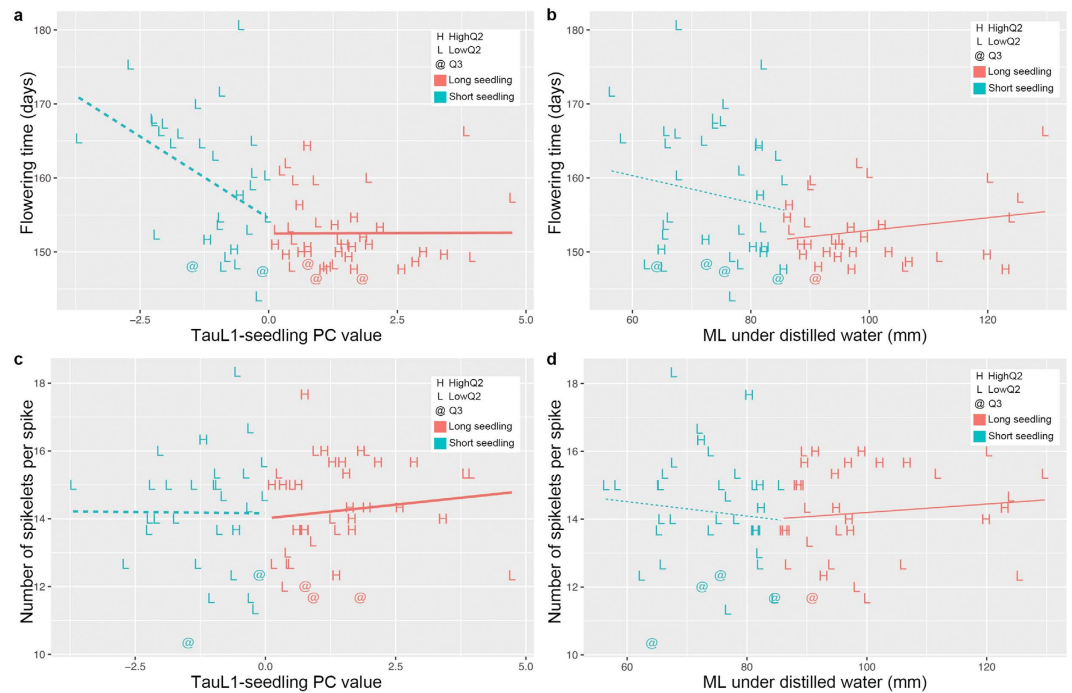 a
180
170
160
150
Flowering time (days)
−2.5 0.0 2.5 5.0
TauL1-seedling PC value
H HighQ2
L LowQ2
@ Q3
Long seedling
Short seedling
b
180
170
160
150
Flowering time (days)
60 80 100 120
ML under distilled water (mm)
H HighQ2
L LowQ2
@ Q3
Long seedling
Short seedling
c
18
16
14
12
10
Number of spikelets per spike
−2.5 0.0 2.5 5.0
TauL1-seedling PC value
H HighQ2
L LowQ2
@ Q3
Long seedling
Short seedling
d
18
16
14
12
10
Number of spikelets per spike
60 80 100 120
ML under distilled water (mm)
H HighQ2
L LowQ2
@ Q3
Long seedling
Short seedling